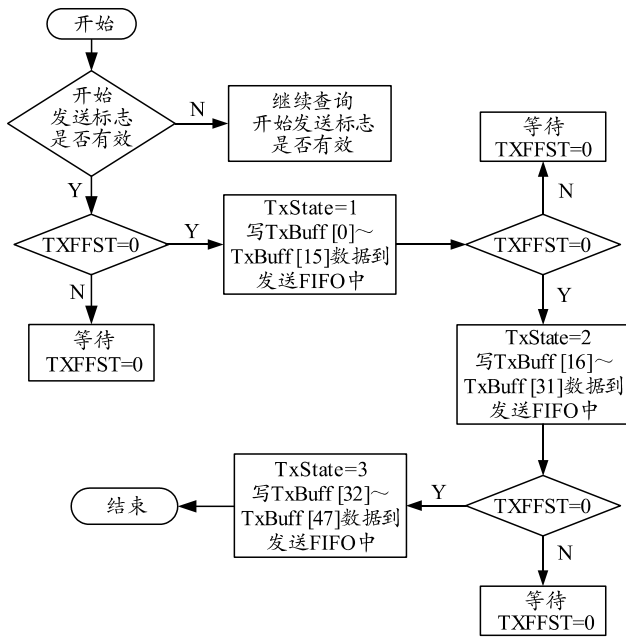 开始
开始
发送标志
是否有效
N
继续查询
开始发送标志
是否有效
Y
TXFFST=0
Y
TxState=1
写TxBuff [0]～
TxBuff [15]数据到
发送FIFO中
TXFFST=0
N
等待
TXFFST=0
N
等待
TXFFST=0
Y
TxState=2
写TxBuff [16]～
TxBuff [31]数据到
发送FIFO中
TXFFST=0
Y
TxState=3
写TxBuff [32]～
TxBuff [47]数据到
发送FIFO中
结束
N
等待
TXFFST=0